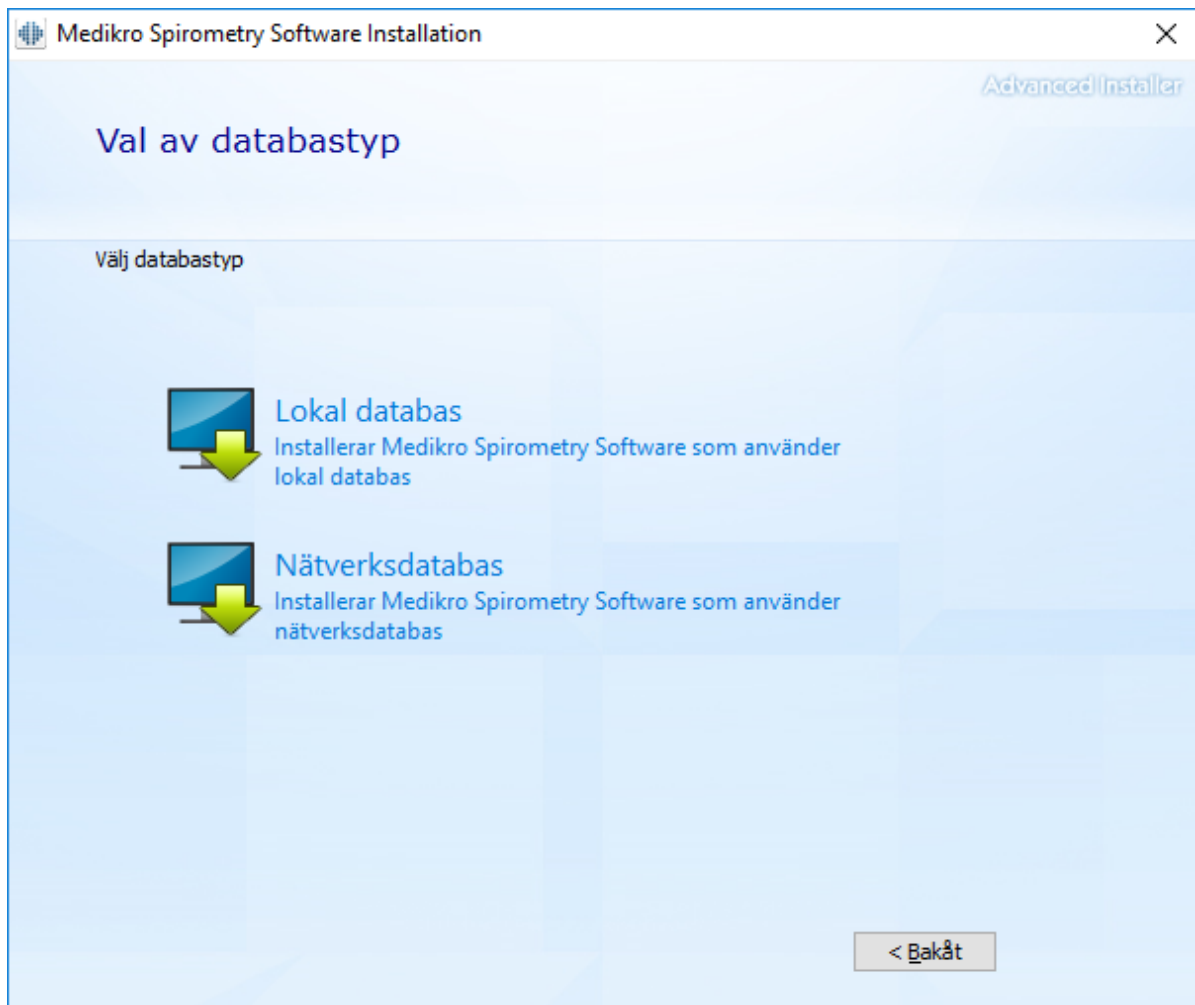 Medikro Spirometry Software Installation
Advanced Installer
Val av databastyp
Välj databastyp
Lokal databas
Installerar Medikro Spirometry Software som använder
lokal databas
Nätverksdatabas
Installerar Medikro Spirometry Software som använder
nätverksdatabas
< Bakåt